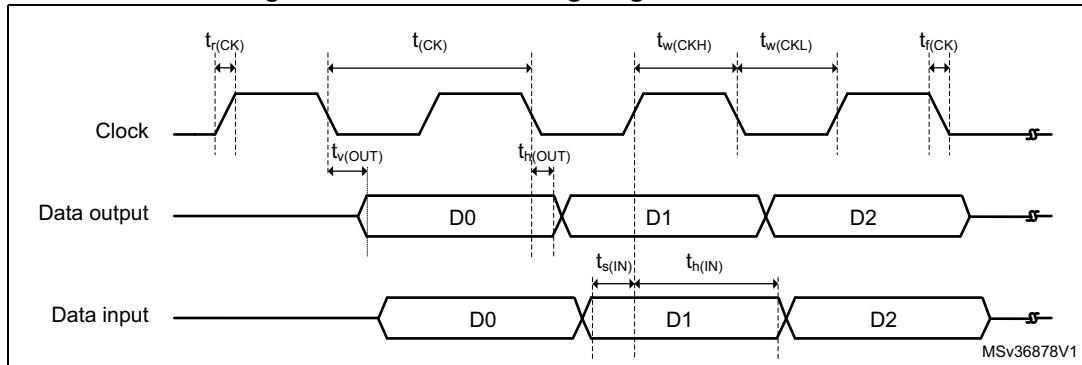 tr(CK) t(CK) tw(CKH) tw(CKL) tf(CK)
Clock
tv(OUT) th(OUT)
Data output D0 D1 D2
ts(IN) th(IN)
Data input D0 D1 D2
MSv36878V1